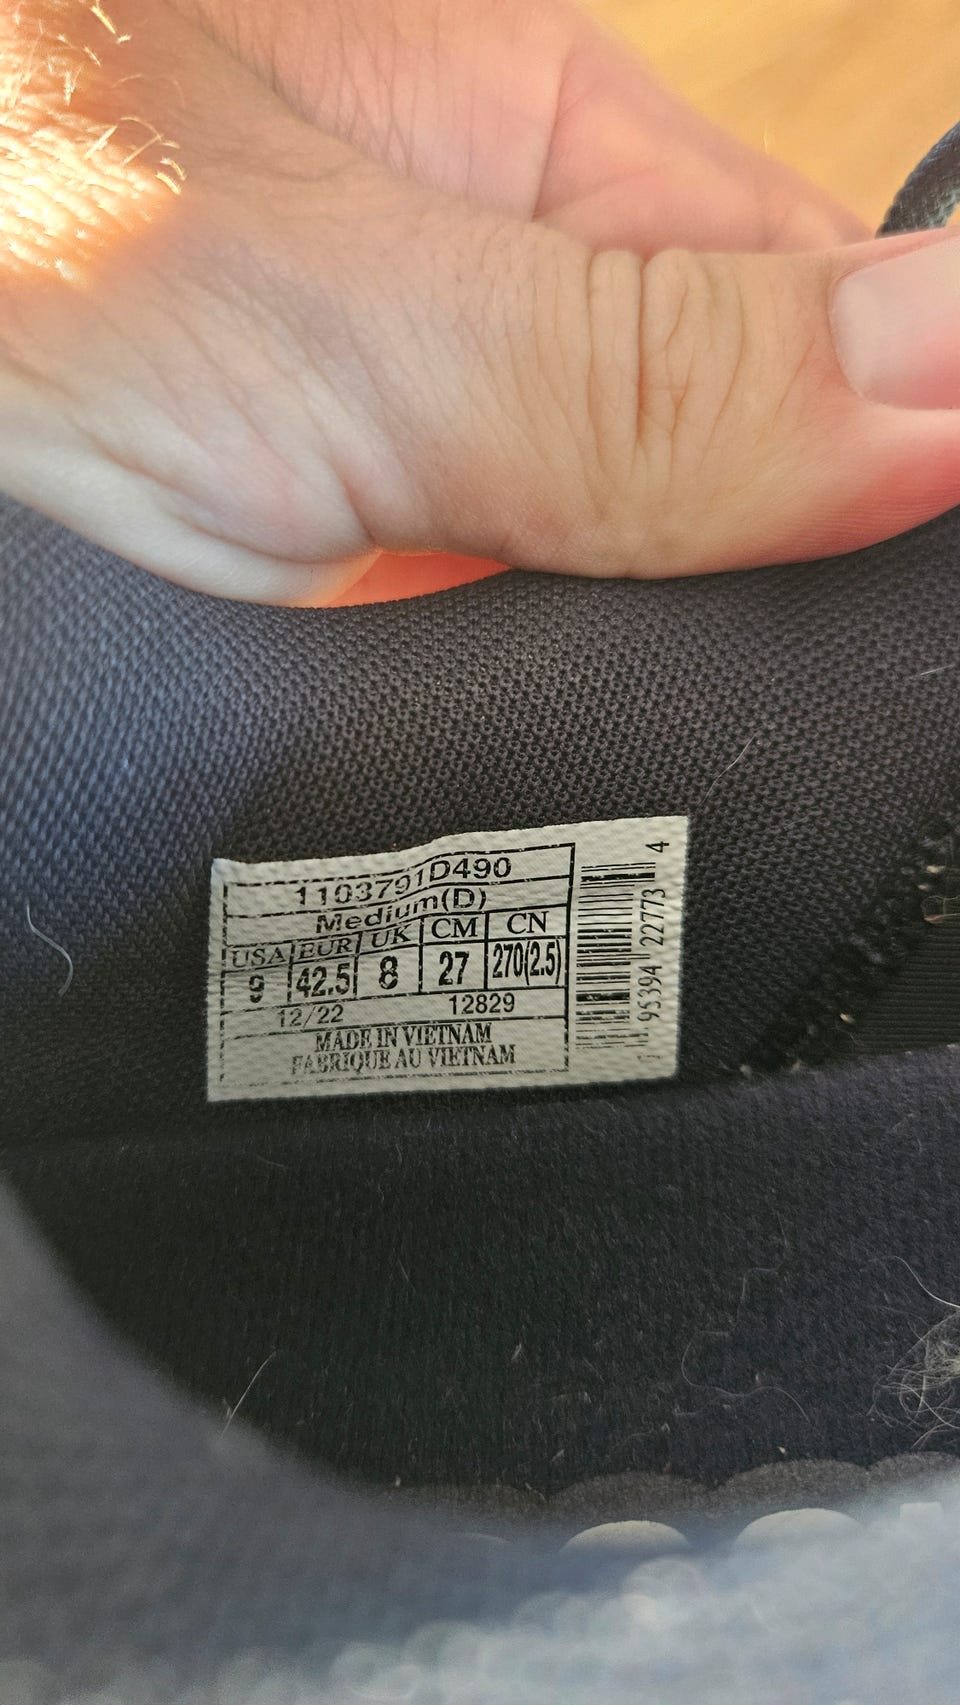 1103791D490
Medium(D)
USA EUR UK CM CN
9 42.5 8 27 270(2.5)
12/22 12829
MADE IN VIETNAM
FABRIQUE AU VIETNAM
1 95394 22773 4